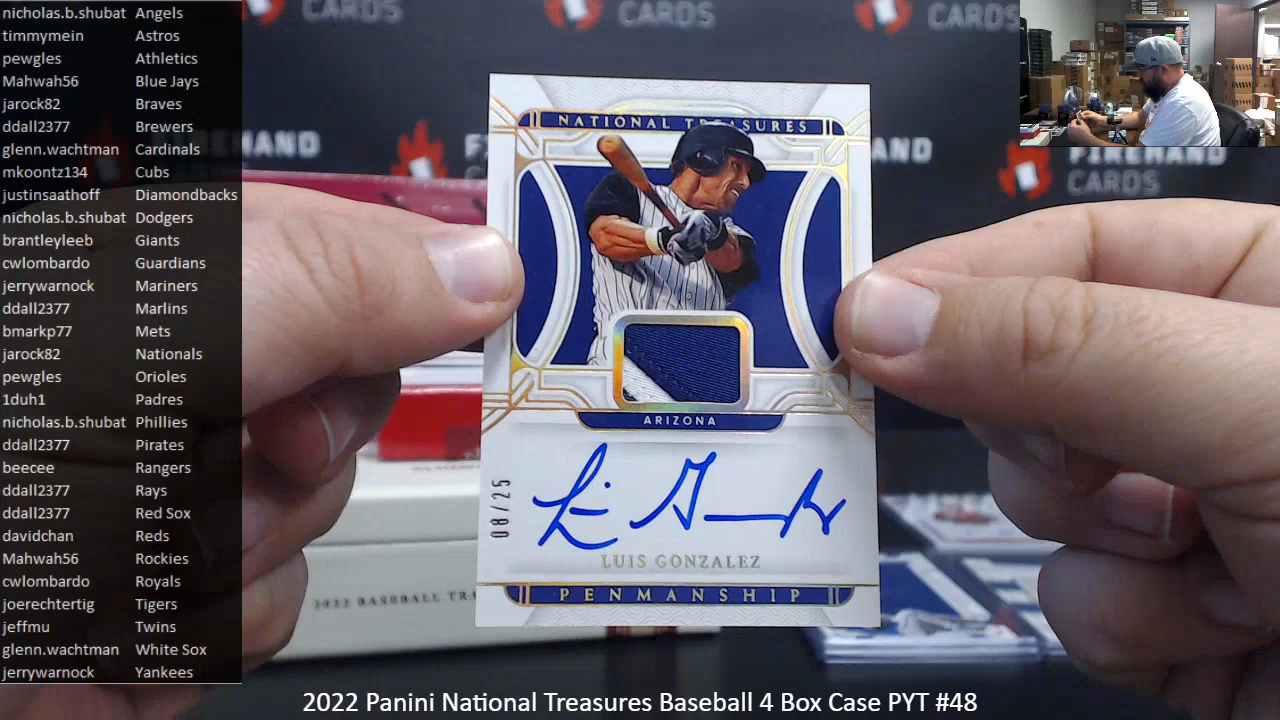 nicholas.b.shubat Angels
timmymein Astros
pewgles Athletics
Mahwah56 Blue Jays
jarock82 Braves
ddall2377 Brewers
glenn.wachtman Cardinals
mkoontz134 Cubs
justinsaathoff Diamondbacks
nicholas.b.shubat Dodgers
brantleyleeb Giants
cwlombardo Guardians
jerrywarnock Mariners
ddall2377 Marlins
bmarkp77 Mets
jarock82 Nationals
pewgles Orioles
1duh1 Padres
nicholas.b.shubat Phillies
ddall2377 Pirates
beecee Rangers
ddall2377 Rays
ddall2377 Red Sox
davidchan Reds
Mahwah56 Rockies
cwlombardo Royals
joerechtertig Tigers
jeffmu Twins
glenn.wachtman White Sox
jerrywarnock Yankees
CARDS
CARDS
CARDS
FIREHAND
CARDS
NATIONAL TREASURES
ARIZONA
08/25
Luis Gonzalez
LUIS GONZALEZ
PENMANSHIP
2022 BASEBALL
2022 Panini National Treasures Baseball 4 Box Case PYT #48